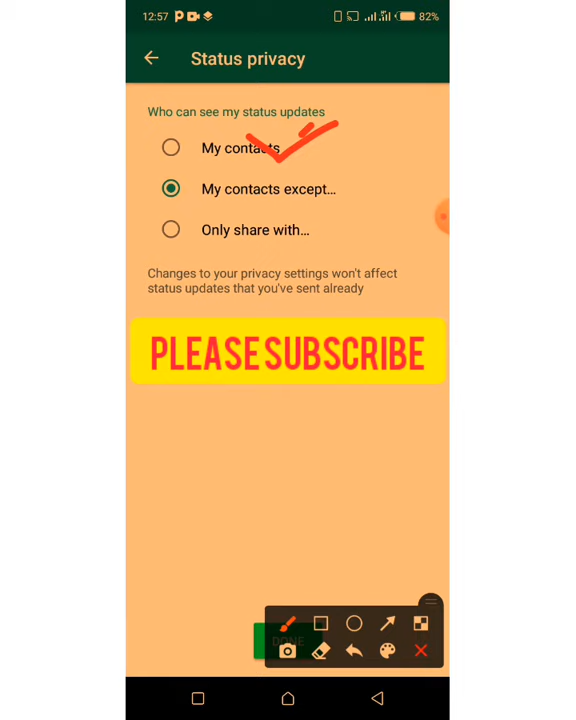 12:57 82%
Status privacy
Who can see my status updates
My contacts
My contacts except...
Only share with...
Changes to your privacy settings won't affect
status updates that you've sent already
PLEASE SUBSCRIBE
DONE